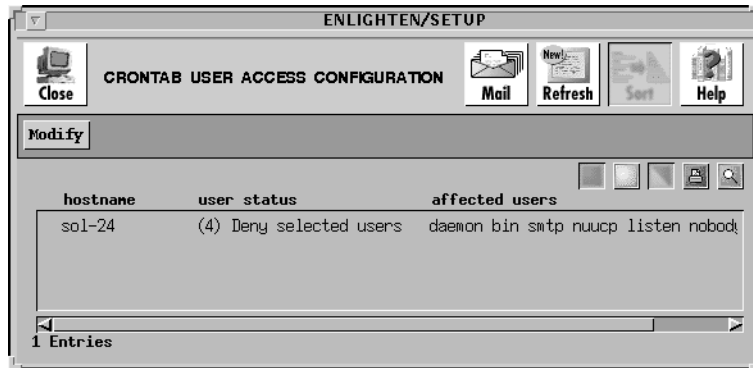 ENLIGHTEN/SETUP
Close
CRONTAB USER ACCESS CONFIGURATION
Mail
New!
Refresh
Sort
Help
Modify
hostname user status affected users
sol-24 (4) Deny selected users daemon bin smtp nuucp listen nobody
1 Entries